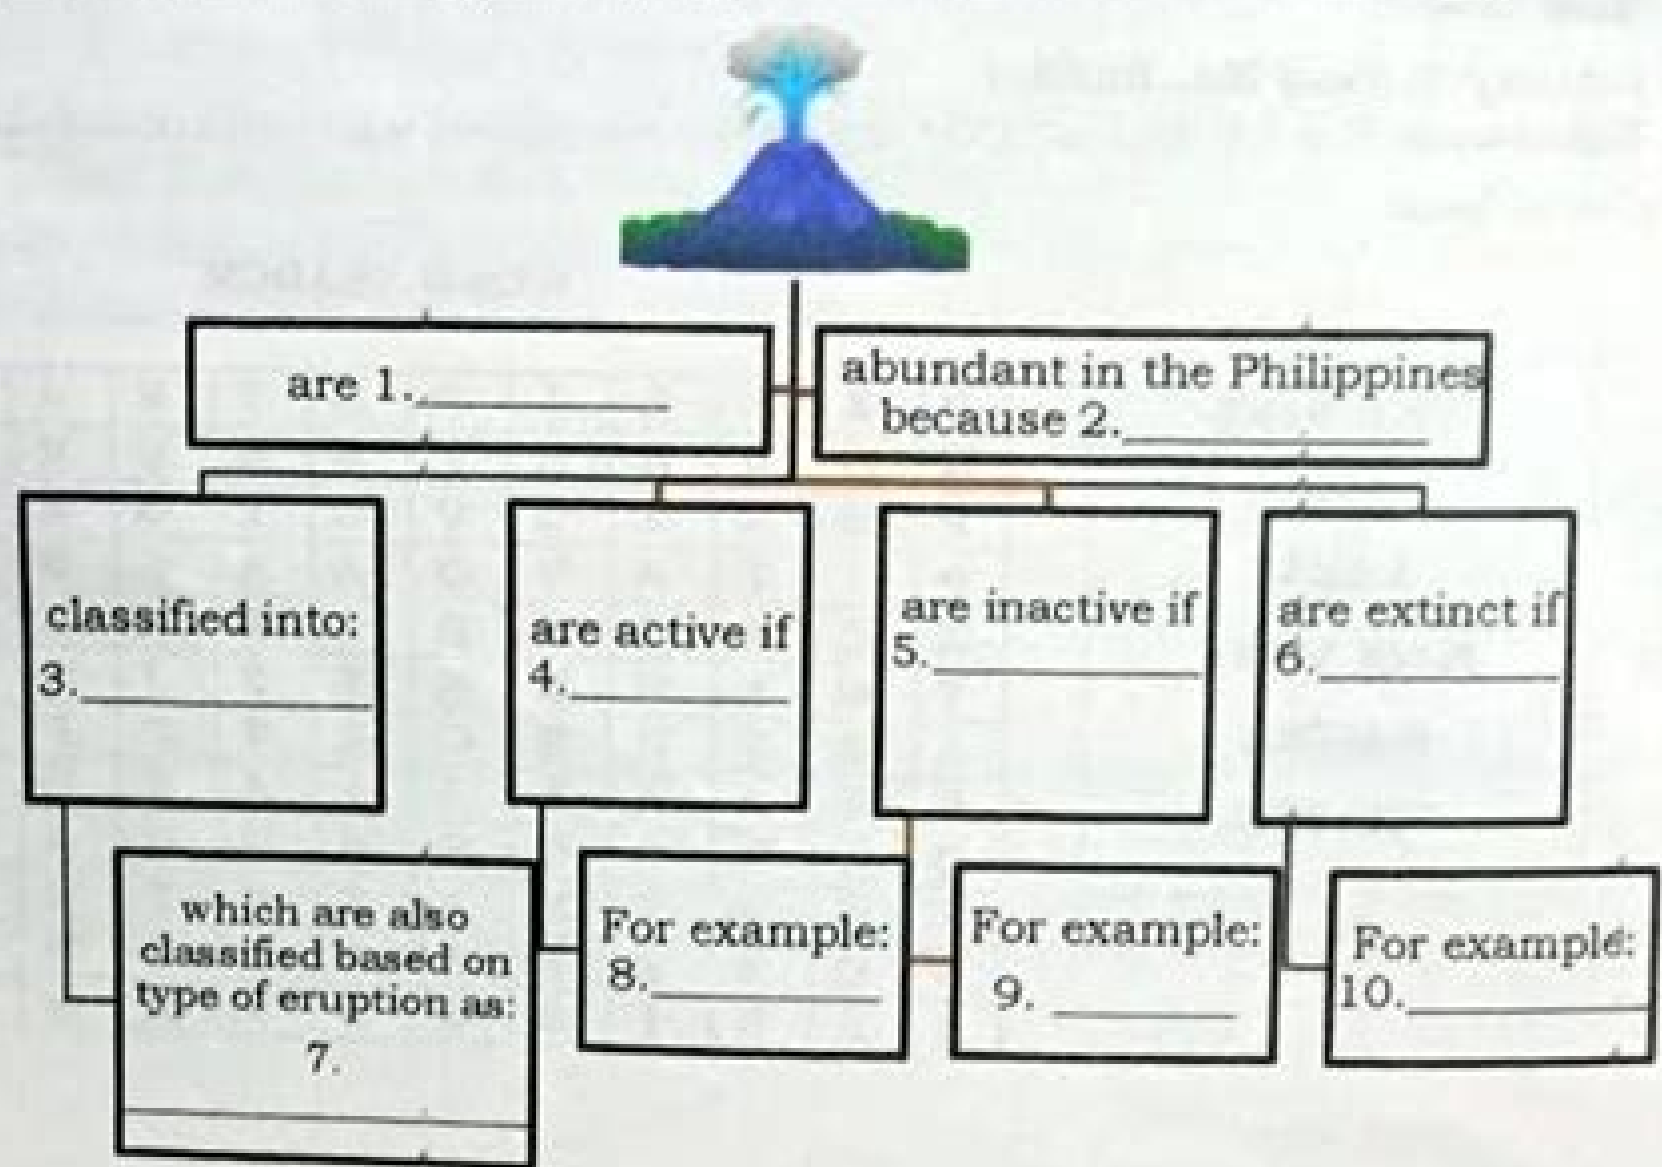 are 1.__________
abundant in the Philippines
because 2.__________
classified into:
3.__________
are active if
4.__________
are inactive if
5.__________
are extinct if
6.__________
which are also
classified based on
type of eruption as:
7.
__________
For example:
8.__________
For example:
9. __________
For example:
10.__________